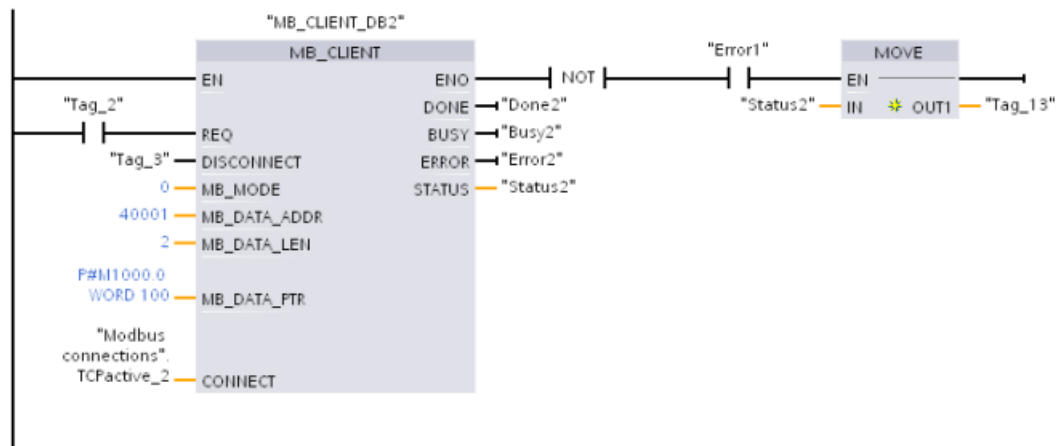 "MB_CLIENT_DB2"
MB_CLIENT
"Error1"
MOVE
EN
ENO
NOT
EN
"Tag_2"
DONE
"Done2"
"Status2"
IN
OUT1
"Tag_13"
REQ
BUSY
"Busy2"
"Tag_3"
DISCONNECT
ERROR
"Error2"
0
MB_MODE
STATUS
"Status2"
40001
MB_DATA_ADDR
2
MB_DATA_LEN
P#M1000.0
WORD 100
MB_DATA_PTR
"Modbus
connections".
TCPactive_2
CONNECT